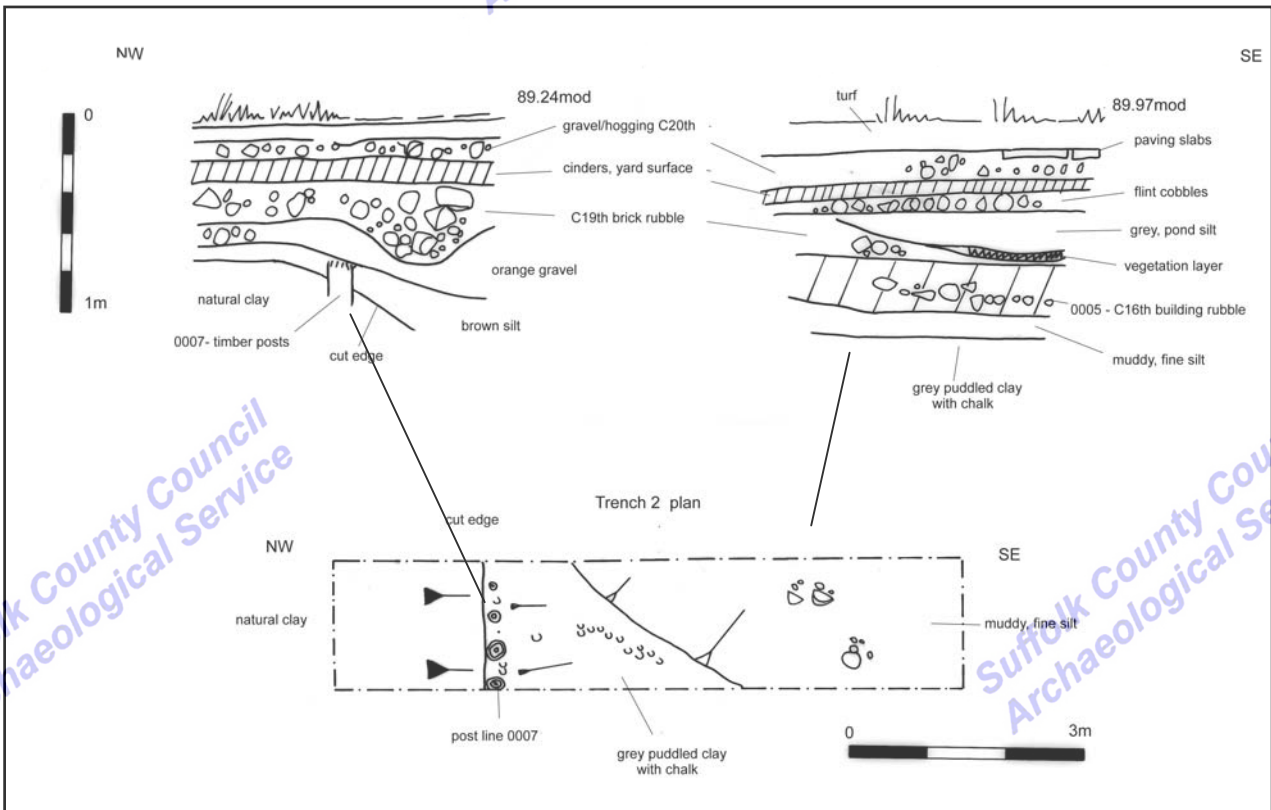 NW
SE
0
1m
89.24mod
gravel/hogging C20th
cinders, yard surface
C19th brick rubble
orange gravel
natural clay
brown silt
0007- timber posts
cut edge
turf
89.97mod
paving slabs
flint cobbles
grey, pond silt
vegetation layer
0005 - C16th building rubble
muddy, fine silt
grey puddled clay
with chalk
Trench 2 plan
cut edge
NW
SE
natural clay
muddy, fine silt
post line 0007
grey puddled clay
with chalk
0
3m
Suffolk County Council
Archaeological Service
Suffolk County Council
Archaeological Service